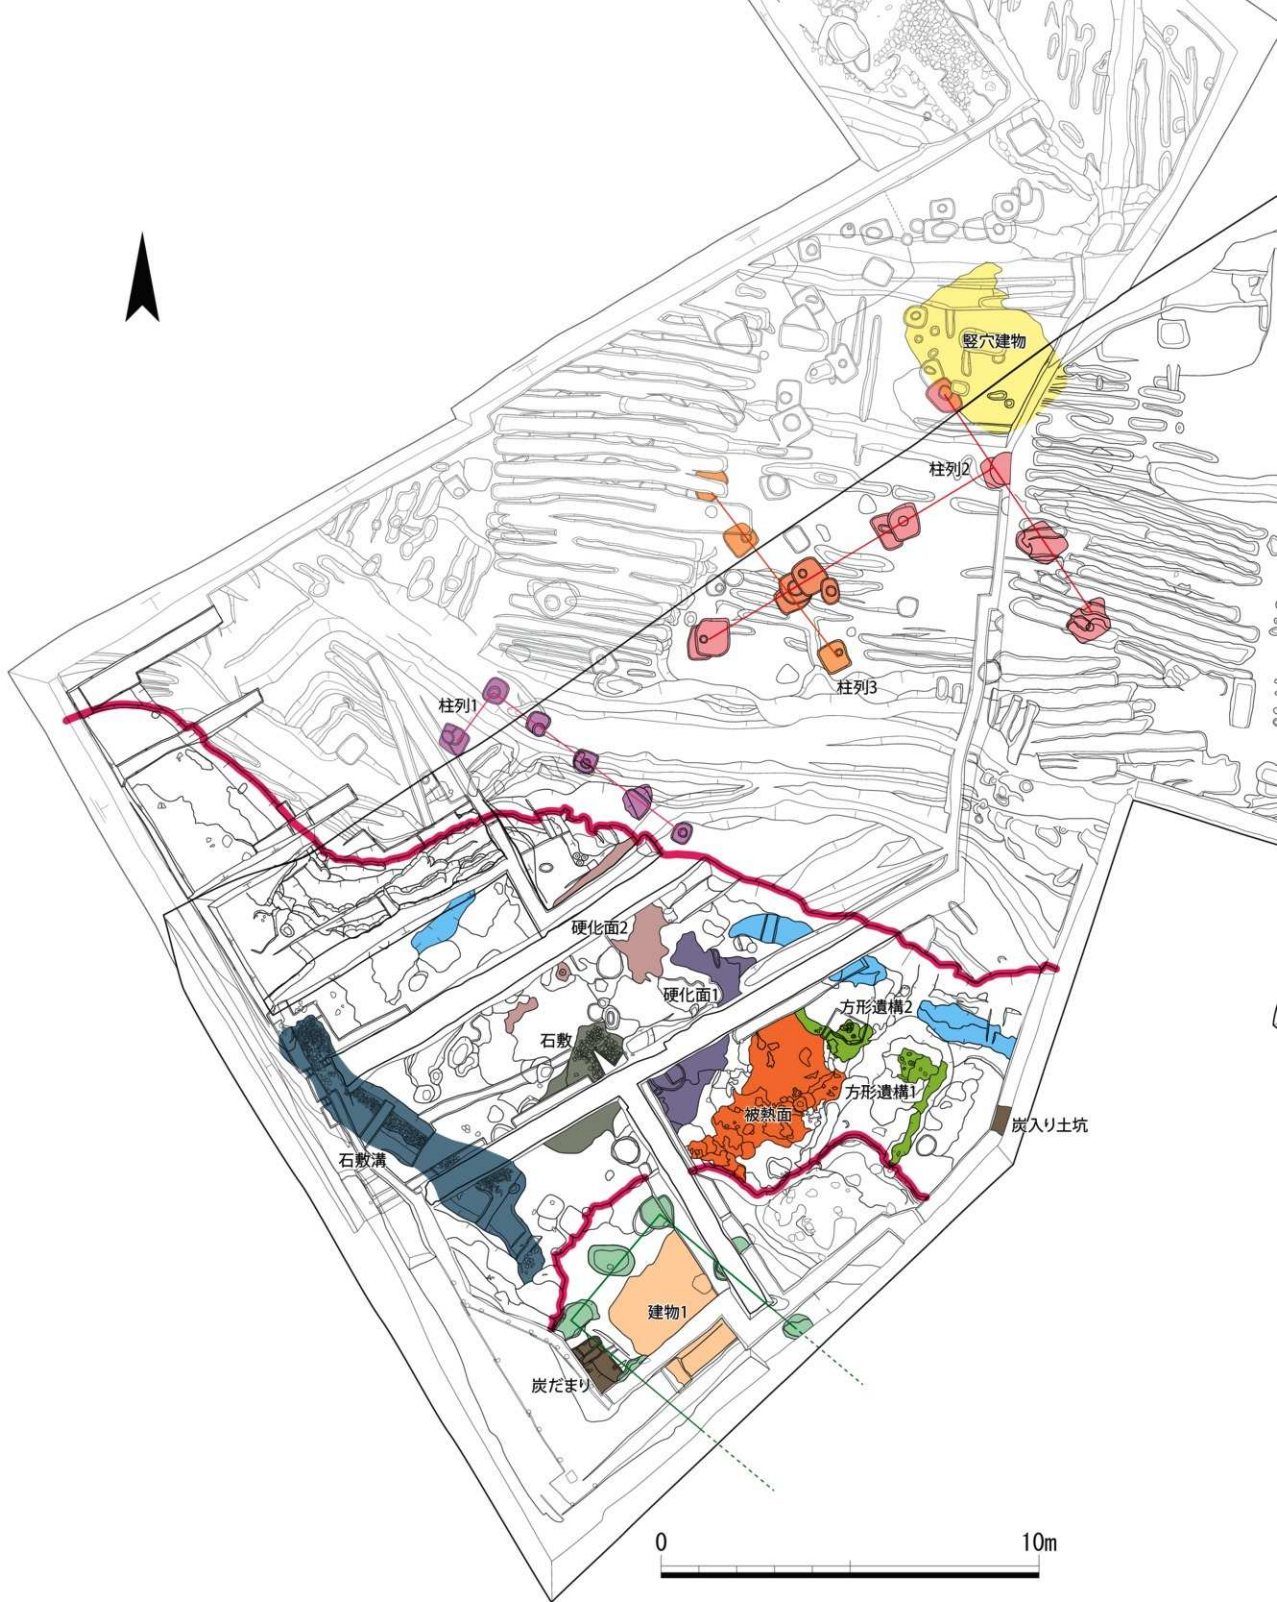 竪穴建物
柱列2
柱列3
柱列1
硬化面2
硬化面1
方形遺構2
石敷
方形遺構1
被熱面
炭入り土坑
石敷溝
建物1
炭だまり
0 10m